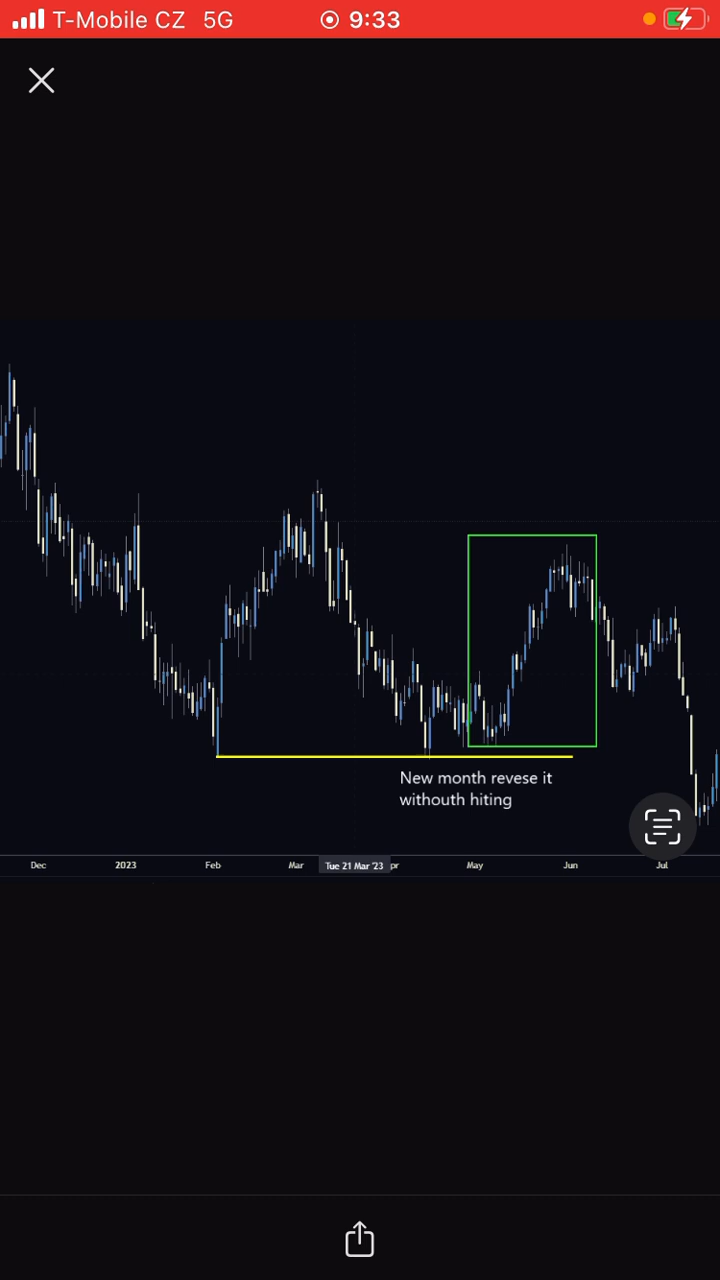 T-Mobile CZ 5G 9:33
New month revese it
withouth hiting
Dec 2023 Feb Mar Tue 21 Mar '23 pr May Jun Jul